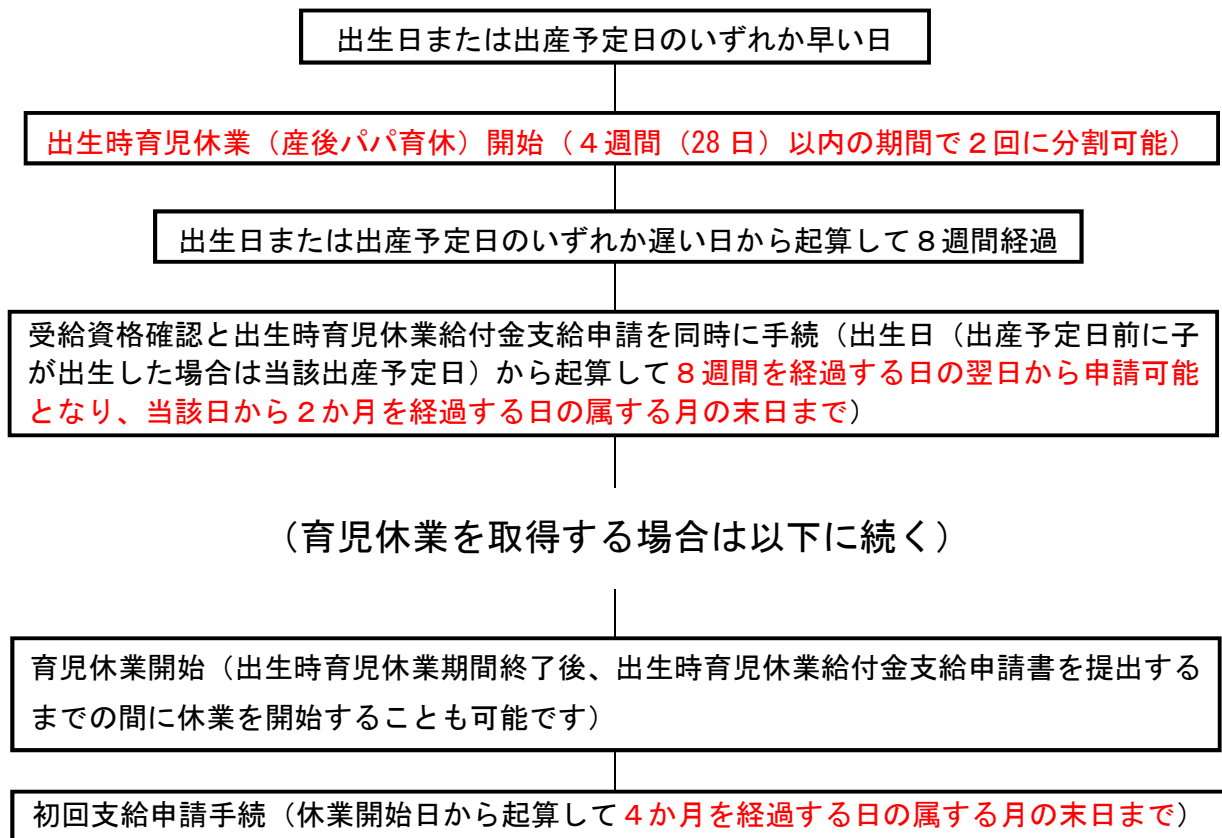 出生日または出産予定日のいずれか早い日
出生時育児休業（産後パパ育休）開始（４週間（28日）以内の期間で２回に分割可能）
出生日または出産予定日のいずれか遅い日から起算して８週間経過
受給資格確認と出生時育児休業給付金支給申請を同時に手続（出生日（出産予定日前に子
が出生した場合は当該出産予定日）から起算して８週間を経過する日の翌日から申請可能
となり、当該日から２か月を経過する日の属する月の末日まで）
（育児休業を取得する場合は以下に続く）
育児休業開始（出生時育児休業期間終了後、出生時育児休業給付金支給申請書を提出する
までの間に休業を開始することも可能です）
初回支給申請手続（休業開始日から起算して４か月を経過する日の属する月の末日まで）